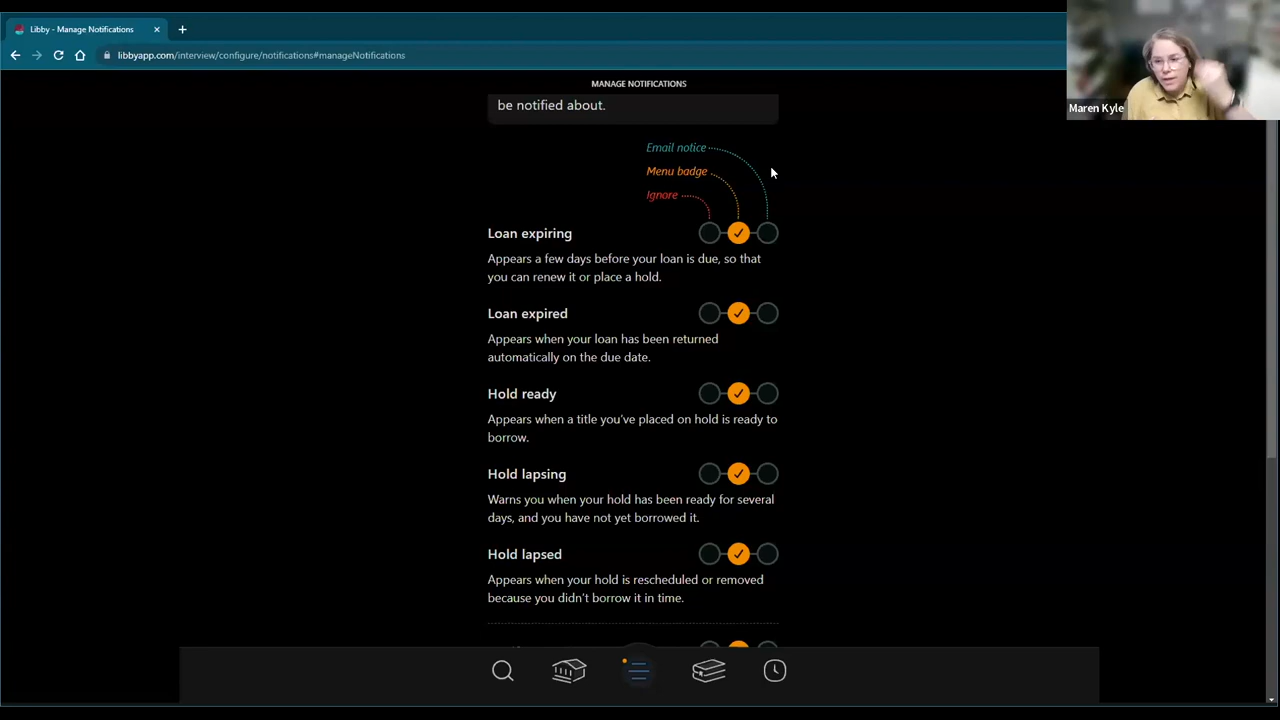 Libby - Manage Notifications
libbyapp.com/interview/configure/notifications#manageNotifications
Maren Kyle
MANAGE NOTIFICATIONS
be notified about.
Email notice
Menu badge
Ignore
Loan expiring
Appears a few days before your loan is due, so that
you can renew it or place a hold.
Loan expired
Appears when your loan has been returned
automatically on the due date.
Hold ready
Appears when a title you've placed on hold is ready to
borrow.
Hold lapsing
Warns you when your hold has been ready for several
days, and you have not yet borrowed it.
Hold lapsed
Appears when your hold is rescheduled or removed
because you didn't borrow it in time.